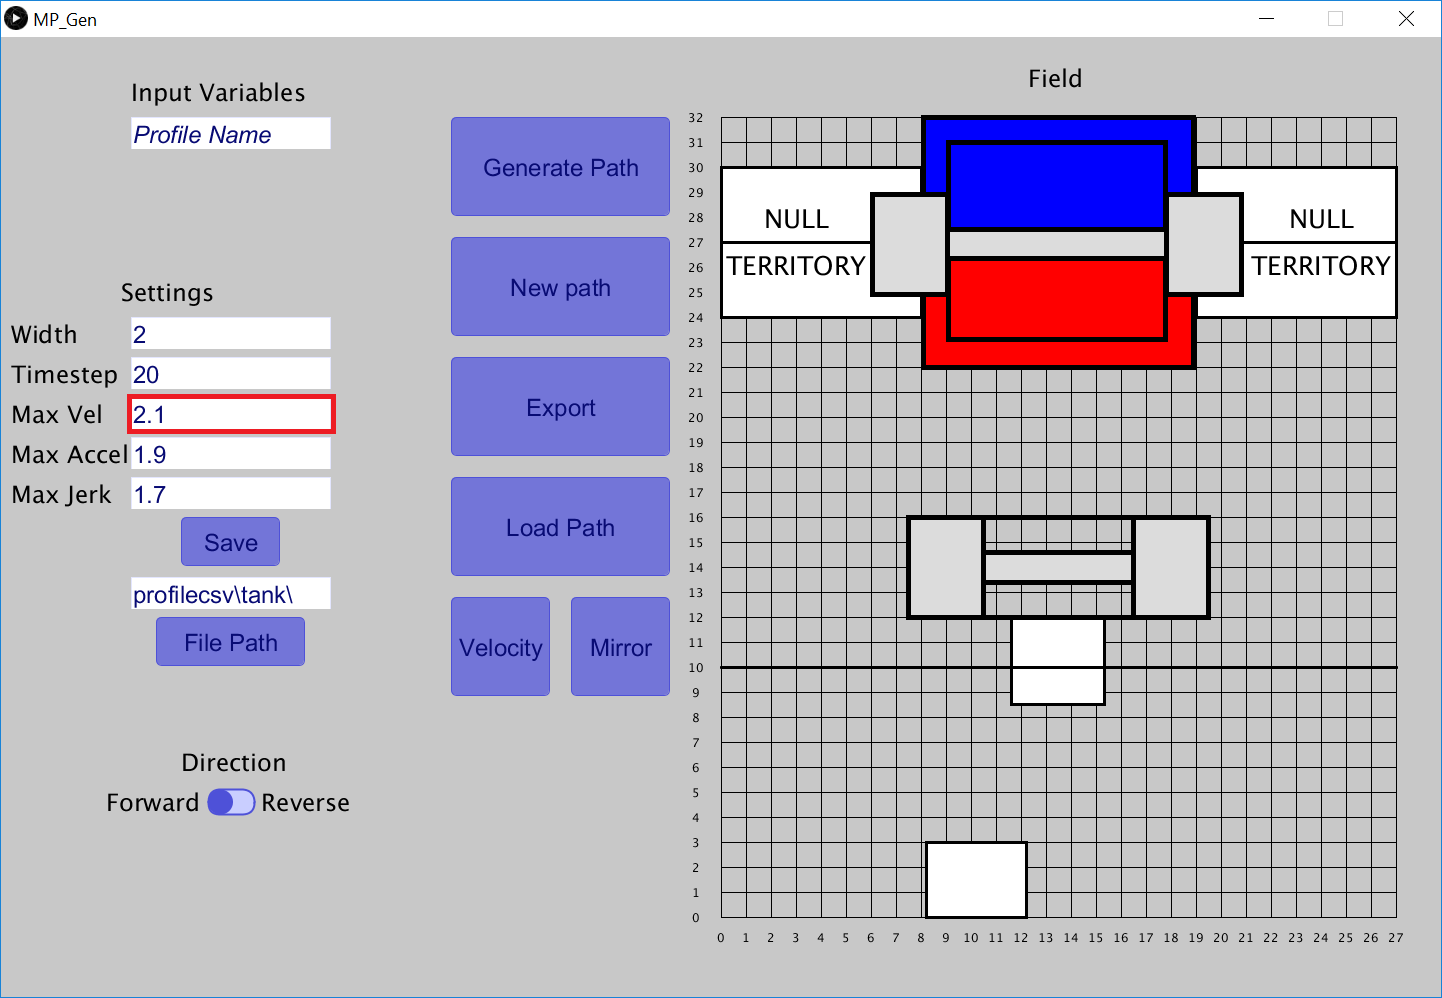 MP_Gen
Input Variables
Profile Name
Settings
Width 2
Timestep 20
Max Vel 2.1
Max Accel 1.9
Max Jerk 1.7
Save
profilecsv\tank\
File Path
Direction
Forward Reverse
Generate Path
New path
Export
Load Path
Velocity Mirror
Field
32
31
30
29
28
27
26
25
24
23
22
21
20
19
18
17
16
15
14
13
12
11
10
9
8
7
6
5
4
3
2
1
0
NULL
TERRITORY
NULL
TERRITORY
0 1 2 3 4 5 6 7 8 9 10 11 12 13 14 15 16 17 18 19 20 21 22 23 24 25 26 27